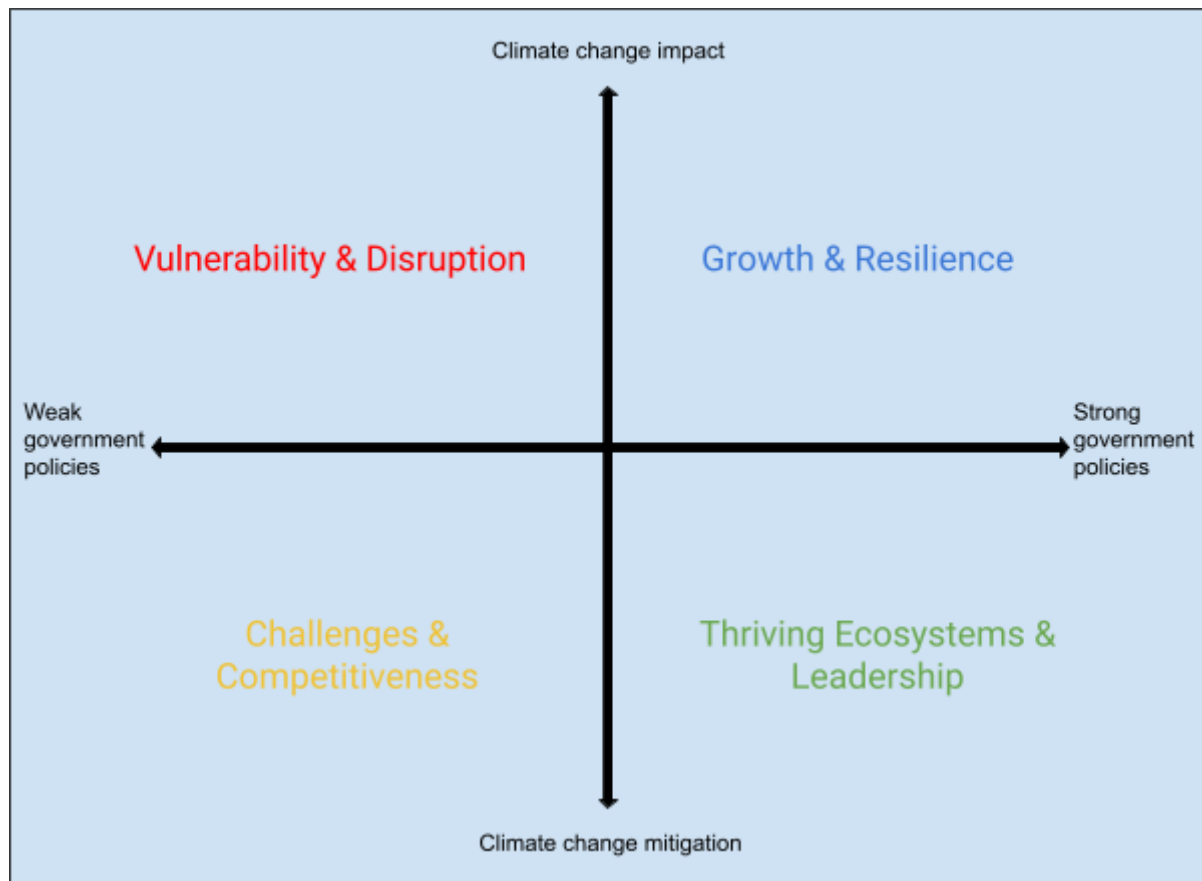 Climate change impact
Vulnerability & Disruption
Growth & Resilience
Weak
government
policies
Strong
government
policies
Challenges &
Competitiveness
Thriving Ecosystems &
Leadership
Climate change mitigation